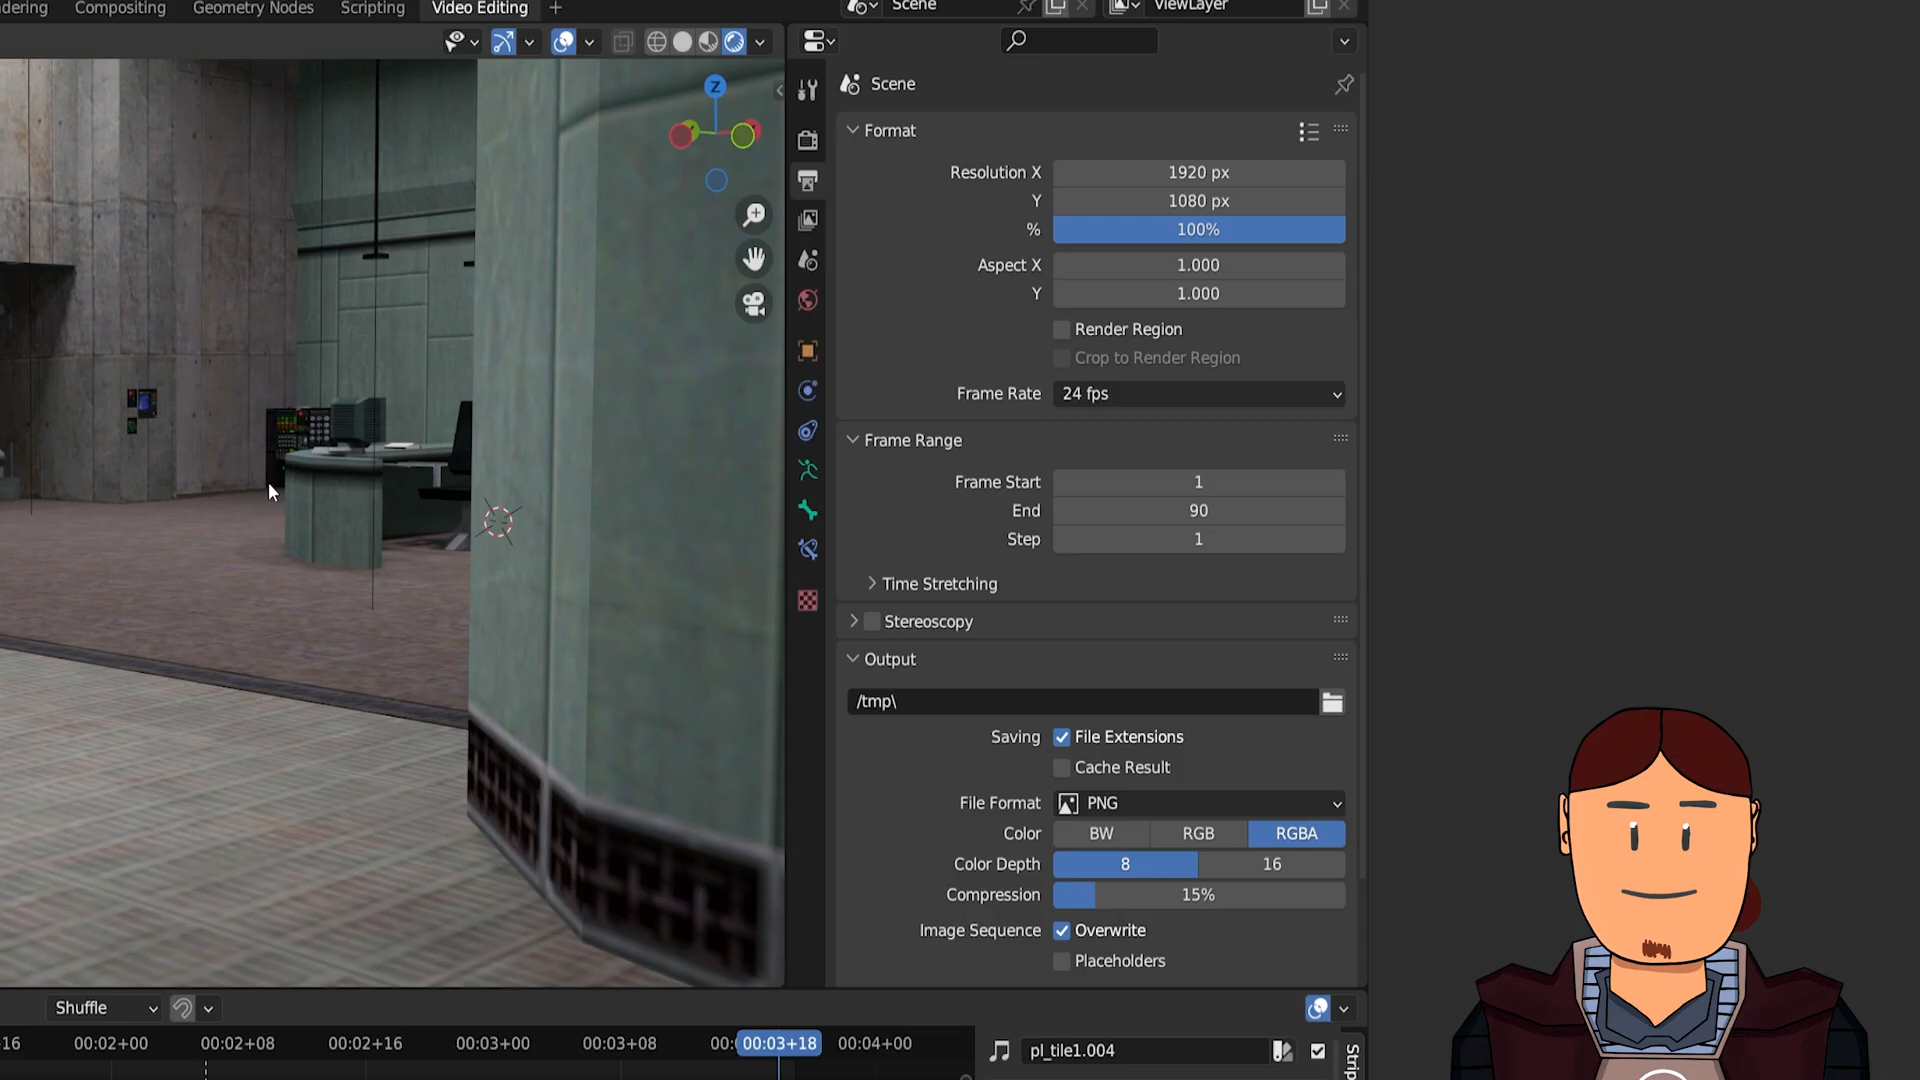 dering Compositing Geometry Nodes Scripting Video Editing +
Scene ViewLayer
Scene
Z
Format
Resolution X 1920 px
Y 1080 px
% 100%
Aspect X 1.000
Y 1.000
Render Region
Crop to Render Region
Frame Rate 24 fps
Frame Range
Frame Start 1
End 90
Step 1
Time Stretching
Stereoscopy
Output
/tmp\
Saving File Extensions
Cache Result
File Format PNG
Color BW RGB RGBA
Color Depth 8 16
Compression 15%
Image Sequence Overwrite
Placeholders
Shuffle
16 00:02+00 00:02+08 00:02+16 00:03+00 00:03+08 00: 00:03+18 00:04+00
pl_tile1.004
Strip